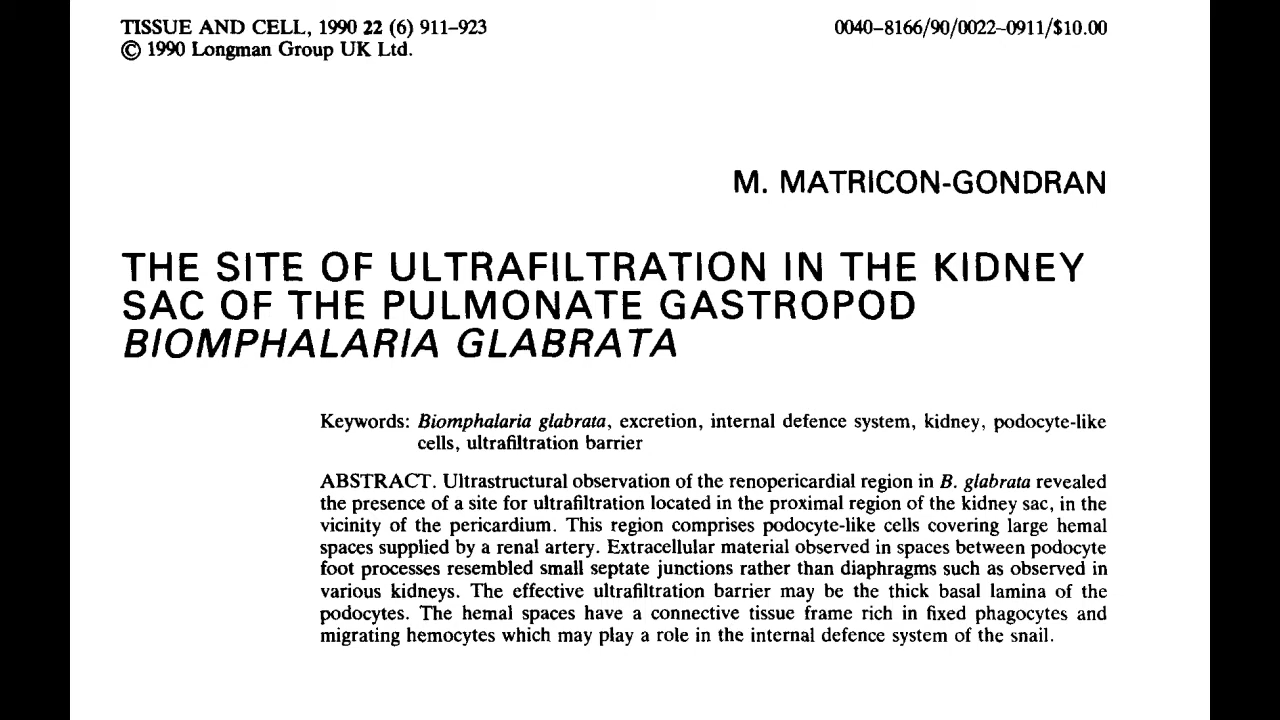 TISSUE AND CELL, 1990 22 (6) 911–923
© 1990 Longman Group UK Ltd.
0040–8166/90/0022–0911/$10.00
M. MATRICON-GONDRAN
THE SITE OF ULTRAFILTRATION IN THE KIDNEY
SAC OF THE PULMONATE GASTROPOD
BIOMPHALARIA GLABRATA
Keywords: Biomphalaria glabrata, excretion, internal defence system, kidney, podocyte-like
cells, ultrafiltration barrier
ABSTRACT. Ultrastructural observation of the renopericardial region in B. glabrata revealed
the presence of a site for ultrafiltration located in the proximal region of the kidney sac, in the
vicinity of the pericardium. This region comprises podocyte-like cells covering large hemal
spaces supplied by a renal artery. Extracellular material observed in spaces between podocyte
foot processes resembled small septate junctions rather than diaphragms such as observed in
various kidneys. The effective ultrafiltration barrier may be the thick basal lamina of the
podocytes. The hemal spaces have a connective tissue frame rich in fixed phagocytes and
migrating hemocytes which may play a role in the internal defence system of the snail.